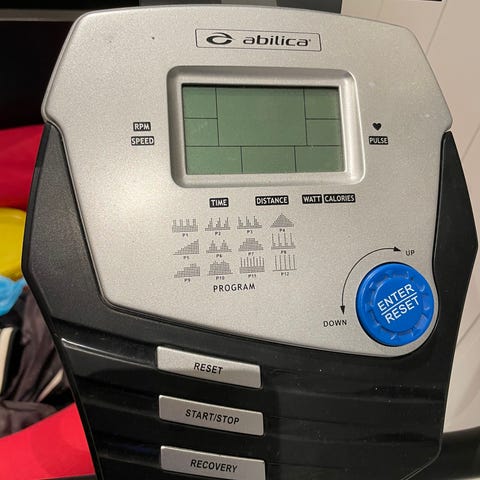 abilica
RPM
SPEED
PULSE
TIME DISTANCE WATT CALORIES
P1 P2 P3 P4
P5 P6 P7 P8
P9 P10 P11 P12
PROGRAM
UP
DOWN
ENTER
RESET
RESET
START/STOP
RECOVERY